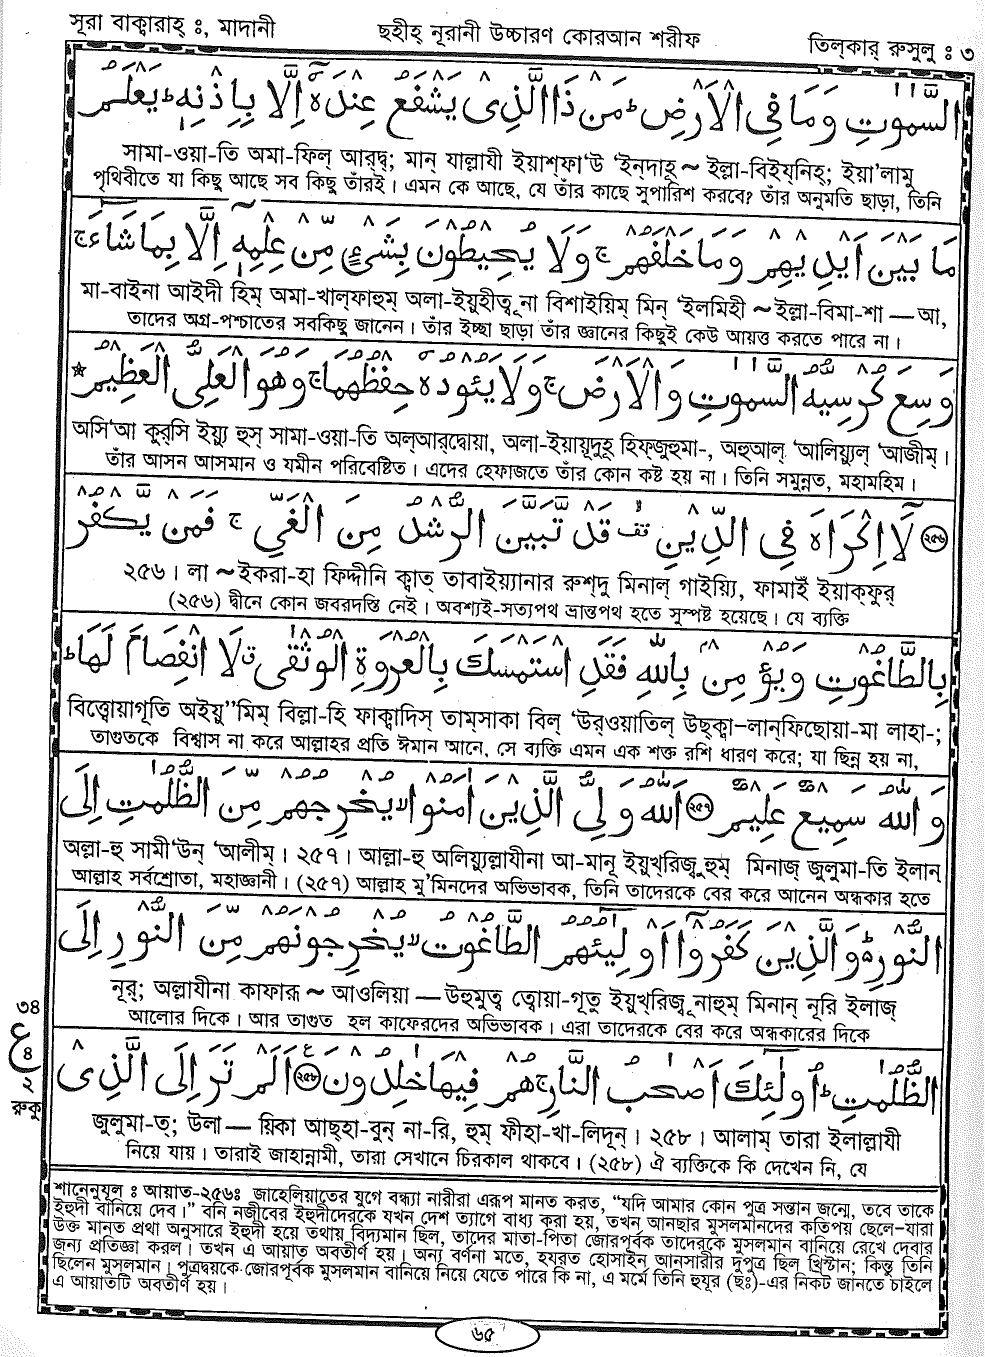 সূরা বাক্বারাহ্ ঃ, মাদানী ছহীহ্ নূরানী উচ্চারণ কোরআন শরীফ তিল্কার্ রুসুলু ঃ ৩
السَّمٰوٰتِ وَمَا فِی الْاَرْضِ ؕ مَنْ ذَا الَّذِیْ یَشْفَعُ عِنْدَهٗۤ اِلَّا بِاِذْنِهٖ ؕ یَعْلَمُ
সামা-ওয়া-তি অমা-ফিল্ আর্দ্ব; মান্ যাল্লাযী ইয়াশ্ফা‘উ ‘ইন্দাহূ ~ ইল্লা-বিইয্নিহ্; ইয়া’লামু
পৃথিবীতে যা কিছু আছে সব কিছু তাঁরই। এমন কে আছে, যে তাঁর কাছে সুপারিশ করবে? তাঁর অনুমতি ছাড়া, তিনি
مَا بَیْنَ اَیْدِیْهِمْ وَمَا خَلْفَهُمْ ۚ وَلَا یُحِیْطُوْنَ بِشَیْءٍ مِّنْ عِلْمِهٖۤ اِلَّا بِمَا شَآءَ ۚ
মা-বাইনা আইদী হিম্ অমা-খাল্ফাহুম্ অলা-ইয়ুহীত্বূ না বিশাইয়িম্ মিন্ ‘ইলমিহী ~ ইল্লা-বিমা-শা — আ,
তাদের অগ্র-পশ্চাতের সবকিছু জানেন। তাঁর ইচ্ছা ছাড়া তাঁর জ্ঞানের কিছুই কেউ আয়ত্ত করতে পারে না।
وَسِعَ كُرْسِیُّهُ السَّمٰوٰتِ وَالْاَرْضَ ۚ وَلَا یَئُوْدُهٗ حِفْظُهُمَا ۚ وَهُوَ الْعَلِیُّ الْعَظِیْمُ ☆
অসি‘আ কুর্সি ইয়্যু হুস্ সামা-ওয়া-তি অল্আর্দ্বোয়া, অলা-ইয়ায়ূদুহূ হিফ্জুহুমা-, অহুঅাল্ ‘আলিয়্যুল্ ‘আজীম্।
তাঁর আসন আসমান ও যমীন পরিবেষ্টিত। এদের হেফাজতে তাঁর কোন কষ্ট হয় না। তিনি সমুন্নত, মহামহিম।
(২৫৬) لَاۤ اِكْرَاهَ فِی الدِّیْنِ ۙ قَدْ تَّبَیَّنَ الرُّشْدُ مِنَ الْغَیِّ ۚ فَمَنْ یَّكْفُرْ
২৫৬। লা ~ ইকরা-হা ফিদ্দীনি ক্বাত্ তাবাইয়্যানার রুশ্দু মিনাল্ গাইয়্যি, ফামাইঁ ইয়াক্ফুর্
(২৫৬) দ্বীনে কোন জবরদস্তি নেই। অবশ্যই-সত্যপথ ভ্রান্তপথ হতে সুস্পষ্ট হয়েছে। যে ব্যক্তি
بِالطَّاغُوْتِ وَیُؤْمِنْ بِاللّٰهِ فَقَدِ اسْتَمْسَكَ بِالْعُرْوَةِ الْوُثْقٰی ۗ لَا انْفِصَامَ لَهَا ؕ
বিত্ত্বোয়াগূতি অইয়ু’’মিম্ বিল্লা-হি ফাক্বাদিস্ তাম্সাকা বিল্ ‘উর্ওয়াতিল্ উছ্ক্বা–লান্ফিছোয়া-মা লাহা-;
তাগুতকে বিশ্বাস না করে আল্লাহর প্রতি ঈমান আনে, সে ব্যক্তি এমন এক শক্ত রশি ধারণ করে; যা ছিন্ন হয় না,
وَاللّٰهُ سَمِیْعٌ عَلِیْمٌ (২৫৭) اَللّٰهُ وَلِیُّ الَّذِیْنَ اٰمَنُوْا ۙ یُخْرِجُهُمْ مِّنَ الظُّلُمٰتِ اِلَی
অল্লা-হু সামী‘উন্ ‘আলীম্। ২৫৭। আল্লা-হু অলিয়্যুল্লাযীনা আ-মানূ ইয়ুখ্রিজু হুম্ মিনাজ্ জুলুমা-তি ইলান্
আল্লাহ সর্বশ্রোতা, মহাজ্ঞানী। (২৫৭) আল্লাহ মু’মিনদের অভিভাবক, তিনি তাদেরকে বের করে আনেন অন্ধকার হতে
النُّوْرِ ؕ۬ وَالَّذِیْنَ كَفَرُوْۤا اَوْلِیٰٓـئُهُمُ الطَّاغُوْتُ ۙ یُخْرِجُوْنَهُمْ مِّنَ النُّوْرِ اِلَی
নূর্; অল্লাযীনা কাফারূ ~ আওলিয়া — উহুমুত্ব ত্বোয়া-গূতু ইয়ুখ্রিজূ নাহুম্ মিনান্ নূরি ইলাজ্
আলোর দিকে। আর তাগুত হল কাফেরদের অভিভাবক। এরা তাদেরকে বের করে অন্ধকারের দিকে
৩৪
ع
৪
২
রুকু
الظُّلُمٰتِ ؕ اُولٰٓئِكَ اَصْحٰبُ النَّارِ ۚ هُمْ فِیْهَا خٰلِدُوْنَ (২৫৮) اَلَمْ تَرَ اِلَی الَّذِیْ
জুলুমা-ত্; উলা — য়িকা আছ্হা-বুন্ না-রি, হুম্ ফীহা-খা-লিদূন্। ২৫৮। আলাম্ তারা ইলাল্লাযী
নিয়ে যায়। তারাই জাহান্নামী, তারা সেখানে চিরকাল থাকবে। (২৫৮) ঐ ব্যক্তিকে কি দেখেন নি, যে
শানেনুযূল ঃ আয়াত-২৫৬ঃ জাহেলিয়াতের যুগে বন্ধ্যা নারীরা এরূপ মানত করত, “যদি আমার কোন পুত্র সন্তান জন্মে, তবে তাকে
ইহুদী বানিয়ে দেব।” বনি নজীবের ইহুদীদেরকে যখন দেশ ত্যাগে বাধ্য করা হয়, তখন আনছার মুসলমানদের কতিপয় ছেলে–যারা
উক্ত মানত প্রথা অনুসারে ইহুদী হয়ে তথায় বিদ্যমান ছিল, তাদের মাতা-পিতা জোরপূর্বক তাদেরকে মুসলমান বানিয়ে রেখে দেবার
জন্য প্রতিজ্ঞা করল। তখন এ আয়াত অবতীর্ণ হয়। অন্য বর্ণনা মতে, হযরত হোসাইন আনসারীর দুপুত্র ছিল খ্রিস্টান; কিন্তু তিনি
ছিলেন মুসলমান। পুত্রদ্বয়কে জোরপূর্বক মুসলমান বানিয়ে নিয়ে যেতে পারে কি না, এ মর্মে তিনি হুযূর (ছঃ)-এর নিকট জানতে চাইলে
এ আয়াতটি অবতীর্ণ হয়।
৬৫